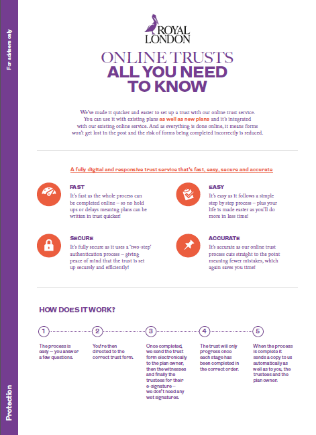 For advisers only
ROYAL
LONDON
ONLINE TRUSTS
ALL YOU NEED
TO KNOW
We've made it quicker and easier to set up a trust with our online trust service.
You can use it with existing plans as well as new plans and it's integrated
with our existing online service. And as everything is done online, it means forms
won't get lost in the post and the risk of forms being completed incorrectly is reduced.
A fully digital and responsive trust service that's fast, easy, secure and accurate
FAST
It's fast as the whole process can
be completed online – so no hold
ups or delays meaning plans can be
written in trust quicker!
EASY
It's easy as it follows a simple
step by step process – plus your
life is made easier as you'll do
more in less time!
SECURE
It's fully secure as it uses a 'two-step'
authentication process – giving
peace of mind that the trust is set
up securely and efficiently!
ACCURATE
It's accurate as our online trust
process cuts straight to the point
meaning fewer mistakes, which
again saves you time!
HOW DOES IT WORK?
1
2
3
4
5
The process is
easy – you answer
a few questions.
You're then
directed to the
correct trust form.
Once completed,
we send the trust
form electronically
to the plan owner,
then the witnesses
and finally the
trustees for their
e-signature –
we don't need any
wet signatures.
The trust will only
progress once
each stage has
been completed in
the correct order.
When the process
is complete it
sends a copy to us
automatically as
well as to you, the
trustees and the
plan owner.
Protection